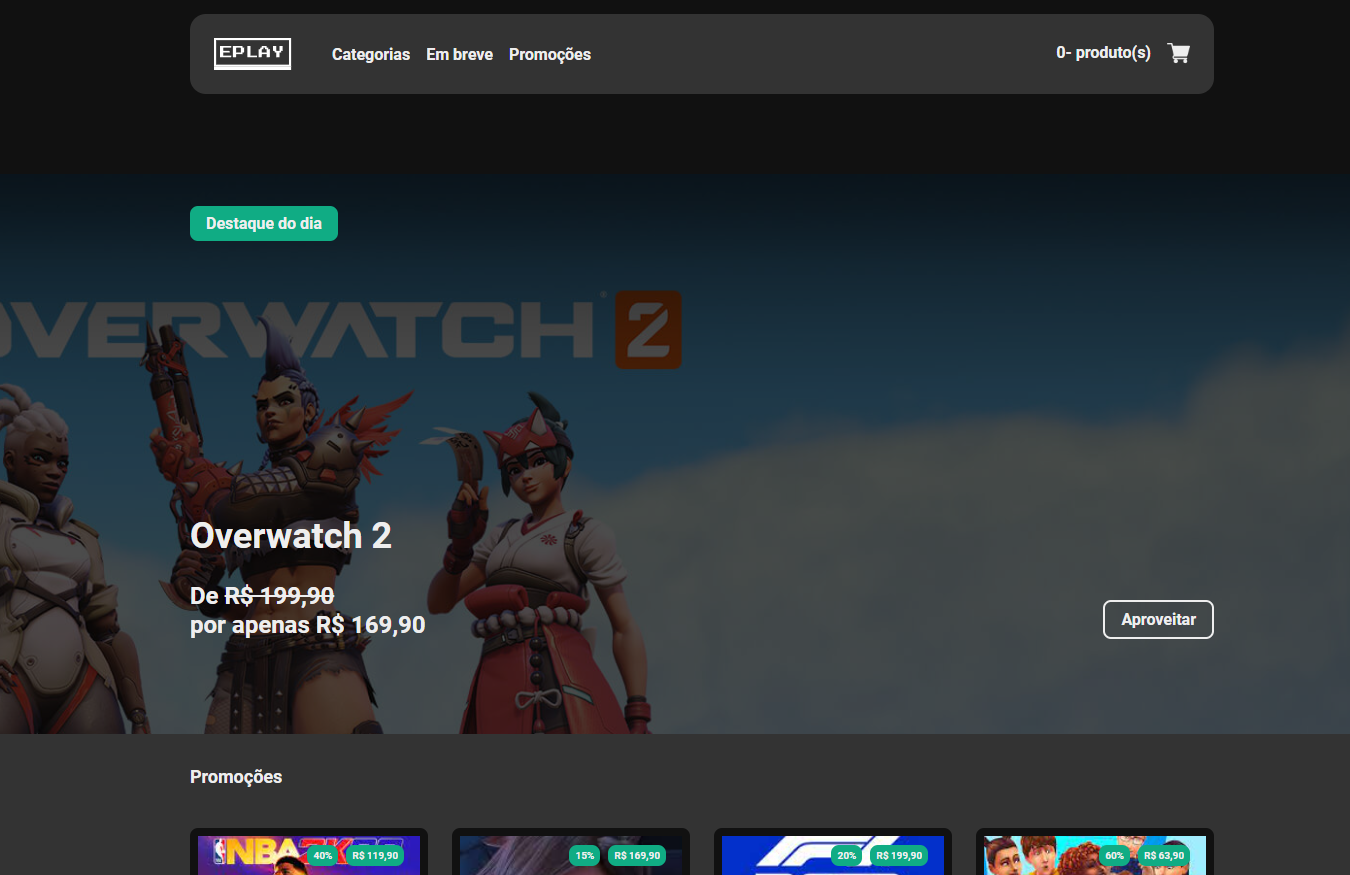 EPLAY Categorias Em breve Promoções 0- produto(s)
Destaque do dia
OVERWATCH 2
Overwatch 2
De R$ 199,90
por apenas R$ 169,90
Aproveitar
Promoções
NBA 2K 40% R$ 119,90
15% R$ 169,90
20% R$ 199,90
60% R$ 63,90